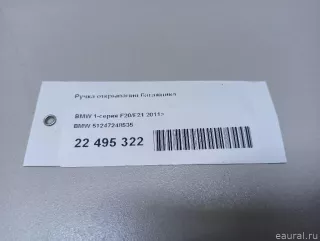 Ручка открывания багажника
BMW 1-серия F20/F21 2011>
BMW 51247248535
22 495 322
eaural.ru